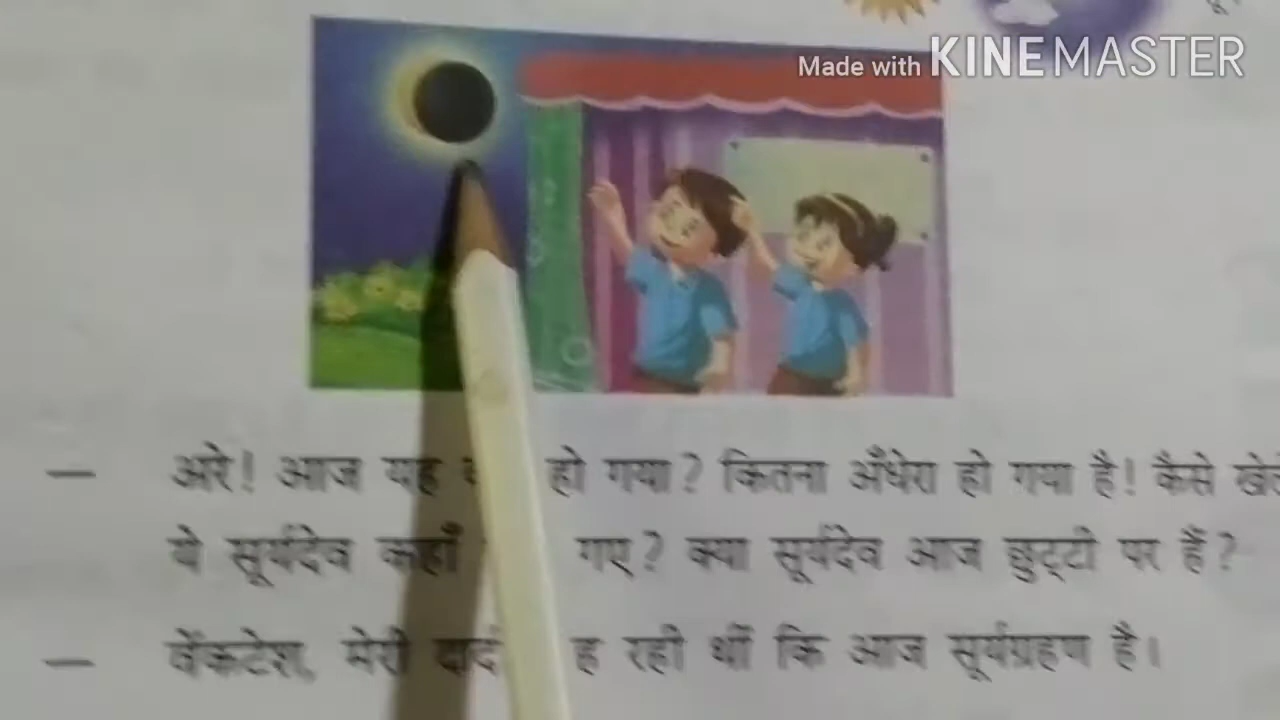 Made with KINEMASTER
— अरे! आज यह हो गया? कितना अँधेरा हो गया है! कैसे
ये सूर्यदेव कहाँ गए? क्या सूर्यदेव आज छुट्टी पर हैं?
— वेंकटेश, मेरी रही थीं कि आज सूर्यग्रहण है।